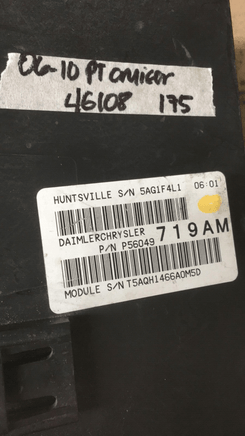 06-10 PT cruiser
46108 175
HUNTSVILLE S/N 5AG1F4L1 06:01
DAIMLERCHRYSLER
P/N P56049 719AM
MODULE S/N T5AQH1466A0M5D